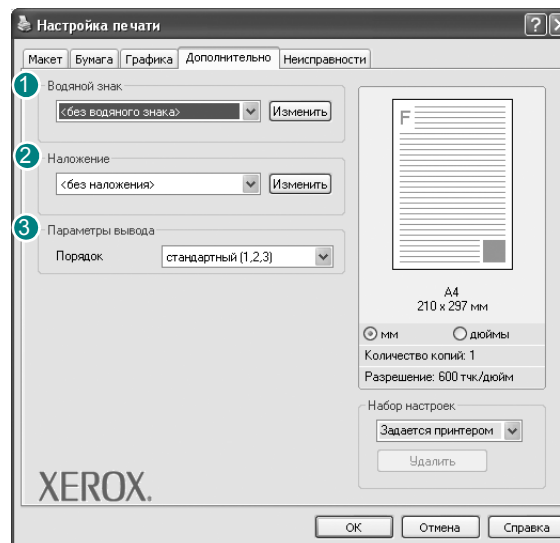 Настройка печати
Макет Бумага Графика Дополнительно Неисправности
1 Водяной знак
<без водяного знака> Изменить
2 Наложение
<без наложения> Изменить
3 Параметры вывода
Порядок стандартный (1,2,3)
F
A4
210 x 297 мм
мм дюймы
Количество копий: 1
Разрешение: 600 тчк/дюйм
Набор настроек
Задается принтером
Удалить
XEROX.
OK Отмена Справка